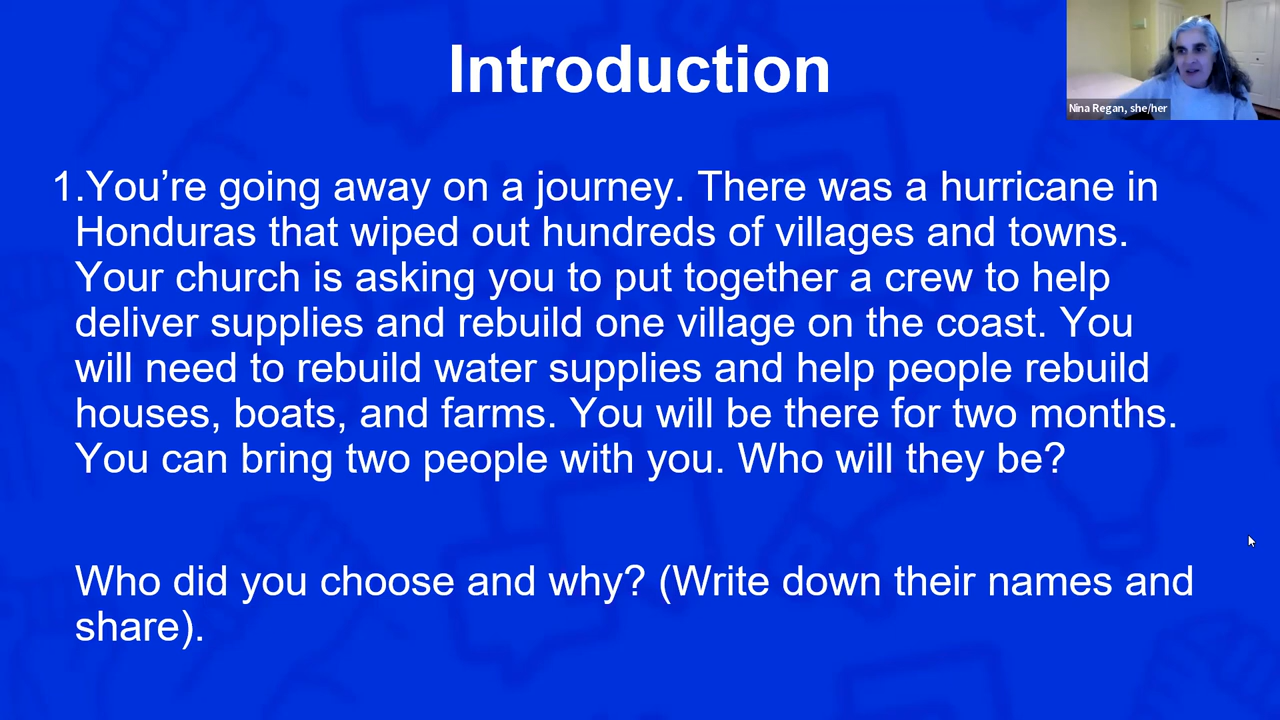 Introduction
Nina Regan, she/her
1.You’re going away on a journey. There was a hurricane in
Honduras that wiped out hundreds of villages and towns.
Your church is asking you to put together a crew to help
deliver supplies and rebuild one village on the coast. You
will need to rebuild water supplies and help people rebuild
houses, boats, and farms. You will be there for two months.
You can bring two people with you. Who will they be?
Who did you choose and why? (Write down their names and
share).